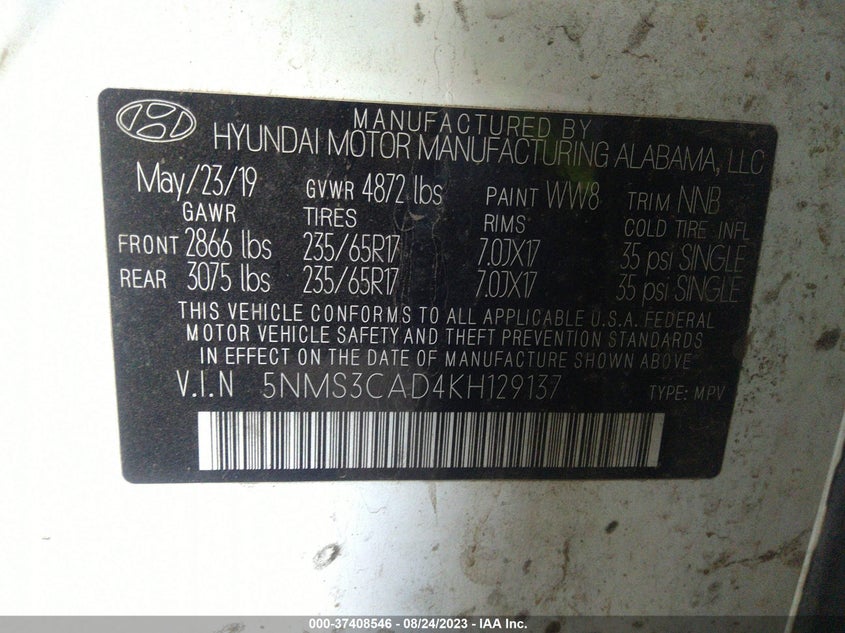 MANUFACTURED BY
HYUNDAI MOTOR MANUFACTURING ALABAMA, LLC
May/23/19 GVWR 4872 lbs PAINT WW8 TRIM NNB
GAWR TIRES RIMS COLD TIRE INFL
FRONT 2866 lbs 235/65R17 7.0JX17 35 psi SINGLE
REAR 3075 lbs 235/65R17 7.0JX17 35 psi SINGLE
THIS VEHICLE CONFORMS TO ALL APPLICABLE U.S.A. FEDERAL
MOTOR VEHICLE SAFETY AND THEFT PREVENTION STANDARDS
IN EFFECT ON THE DATE OF MANUFACTURE SHOWN ABOVE
V.I.N 5NMS3CAD4KH129137 TYPE: MPV
000-37408546 - 08/24/2023 - IAA Inc.